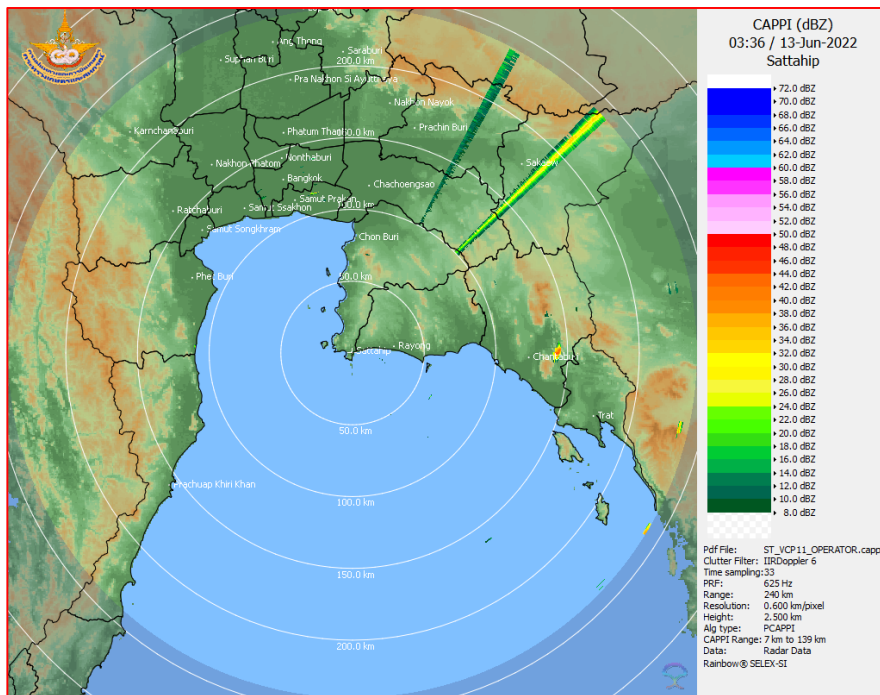 CAPPI (dBZ)
03:36 / 13-Jun-2022
Sattahip
72.0 dBZ
70.0 dBZ
68.0 dBZ
66.0 dBZ
64.0 dBZ
62.0 dBZ
60.0 dBZ
58.0 dBZ
56.0 dBZ
54.0 dBZ
52.0 dBZ
50.0 dBZ
48.0 dBZ
46.0 dBZ
44.0 dBZ
42.0 dBZ
40.0 dBZ
38.0 dBZ
36.0 dBZ
34.0 dBZ
32.0 dBZ
30.0 dBZ
28.0 dBZ
26.0 dBZ
24.0 dBZ
22.0 dBZ
20.0 dBZ
18.0 dBZ
16.0 dBZ
14.0 dBZ
12.0 dBZ
10.0 dBZ
8.0 dBZ
Pdf File: ST_VCP11_OPERATOR.capp
Clutter Filter: IIRDoppler 6
Time sampling:33
PRF: 625 Hz
Range: 240 km
Resolution: 0.600 km/pixel
Height: 2.500 km
Alg type: PCAPPI
CAPPI Range: 7 km to 139 km
Data: Radar Data
Rainbow® SELEX-SI
Ang Thong
Saraburi
Suphan Buri
200.0 km
Pra Nakhon Si Ayutthaya
Nakhon Nayok
Karnchanaburi
Phatum Thani
Prachin Buri
Nonthaburi
Nakhon Phatom
Sakaew
Bangkok
Chachoengsao
Samut Prakan
Ratchaburi
Samut Ssakhon
Samut Songkhram
Chon Buri
Phet Buri
50.0 km
Rayong
Sattahip
Chantaburi
Trat
50.0 km
Prachuap Khiri Khan
100.0 km
150.0 km
200.0 km